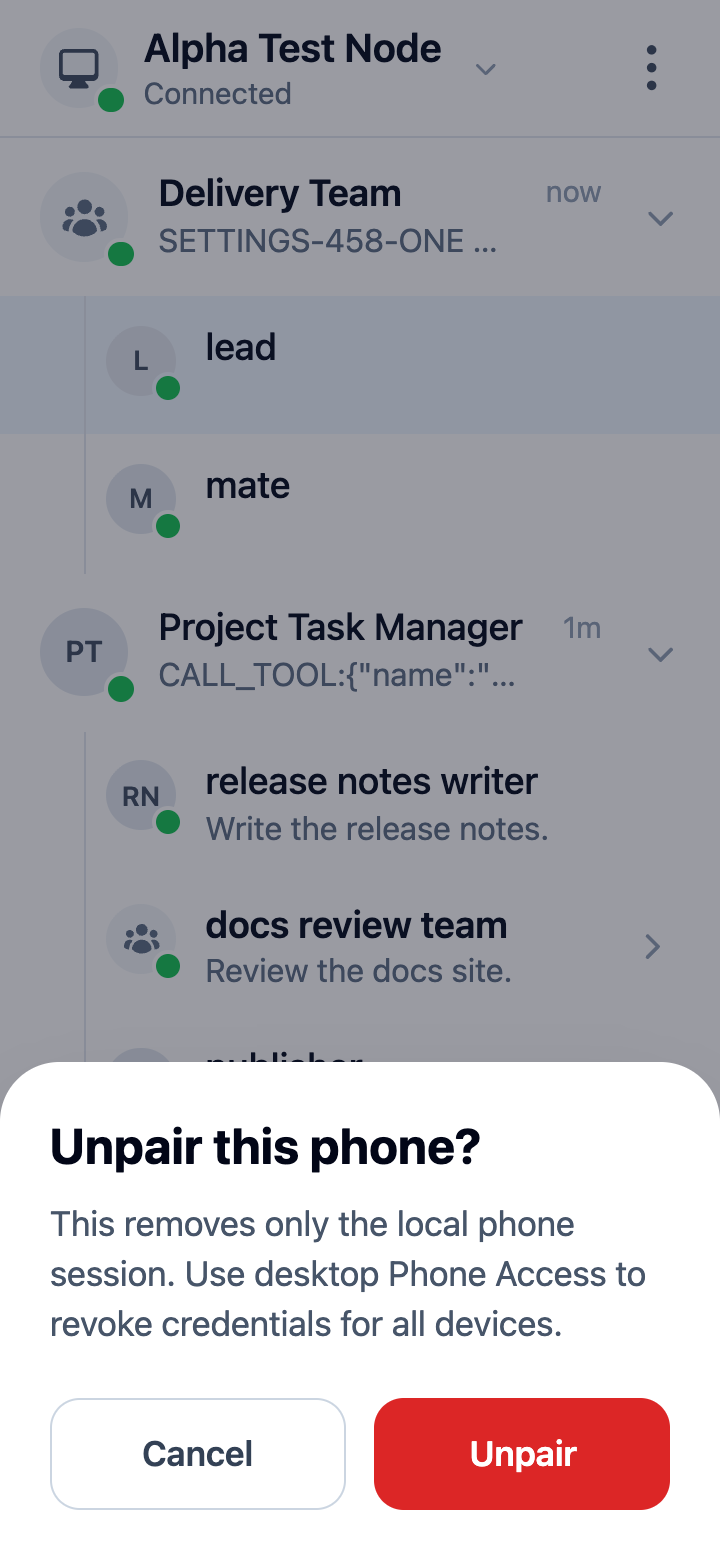 Alpha Test Node
Connected
Delivery Team
now
SETTINGS-458-ONE ...
L
lead
M
mate
PT
Project Task Manager
1m
CALL_TOOL:{"name":"...
RN
release notes writer
Write the release notes.
docs review team
Review the docs site.
publisher
Unpair this phone?
This removes only the local phone
session. Use desktop Phone Access to
revoke credentials for all devices.
Cancel
Unpair